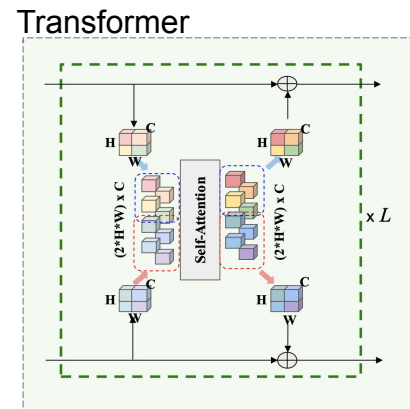 Transformer
C
H
W
(2*H*W) x C
Self-Attention
C
H
W
(2*H*W) x C
x L
C
H
W
C
H
W